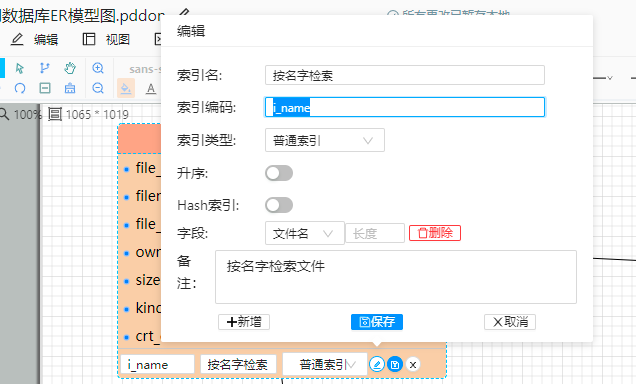 数据库ER模型图.pddon
所有更改已暂存本地
编辑
视图
编辑
sans-s
100%
1065 * 1019
索引名:
按名字检索
索引编码:
i_name
索引类型:
普通索引
升序:
Hash索引:
字段:
文件名
长度
删除
备注:
按名字检索文件
新增
保存
取消
file_
filer
file_
own
size
kind
crt_
i_name
按名字检索
普通索引